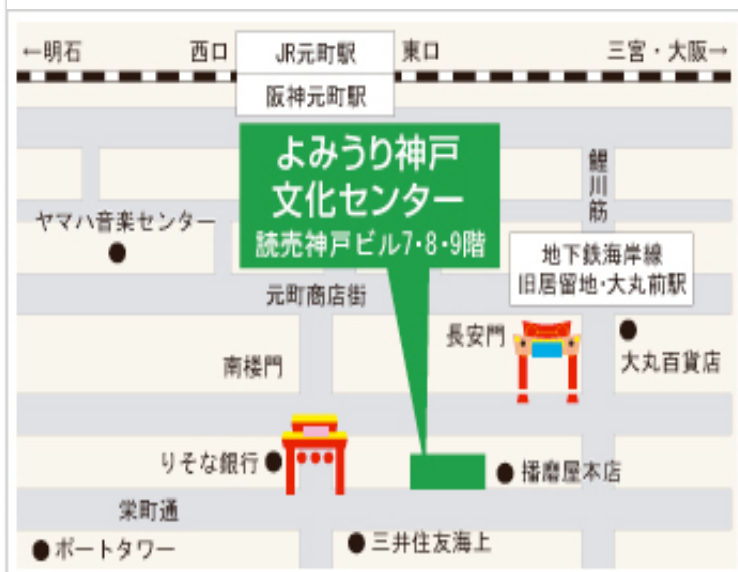 ←明石
西口
JR元町駅
東口
三宮・大阪→
阪神元町駅
よみうり神戸
文化センター
読売神戸ビル7・8・9階
鯉川筋
ヤマハ音楽センター
地下鉄海岸線
旧居留地・大丸前駅
元町商店街
長安門
大丸百貨店
南楼門
りそな銀行
播磨屋本店
栄町通
ポートタワー
三井住友海上